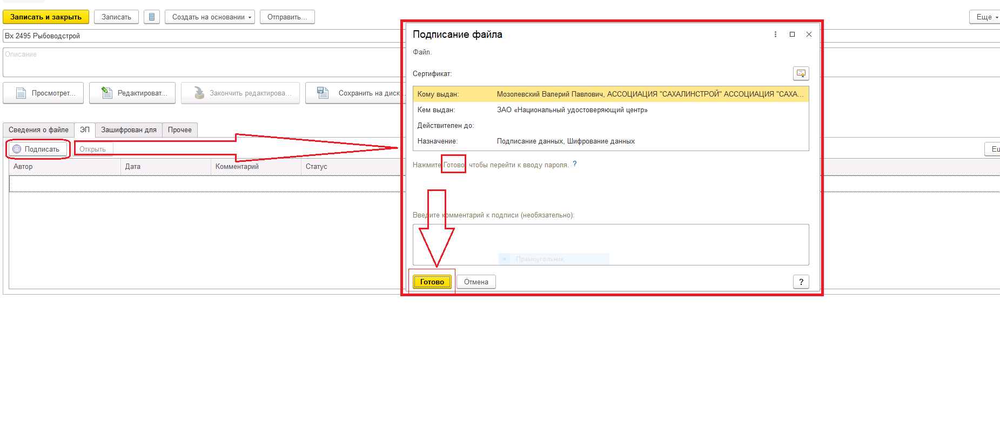 Записать и закрыть
Записать
Создать на основании
Отправить...
Еще
Вх 2495 Рыбоводстрой
Описание
Просмотрет...
Редактироват...
Закончить редактирова...
Сохранить на диск...
Сведения о файле
ЭП
Зашифрован для
Прочее
Подписать
Открыть
Ещ
Автор
Дата
Комментарий
Статус
Подписание файла
Файл.
Сертификат:
Кому выдан: Мозолевский Валерий Павлович, АССОЦИАЦИЯ "САХАЛИНСТРОЙ" АССОЦИАЦИЯ "САХА...
Кем выдан: ЗАО «Национальный удостоверяющий центр»
Действителен до:
Назначение: Подписание данных, Шифрование данных
Нажмите Готово, чтобы перейти к вводу пароля. ?
Введите комментарий к подписи (необязательно):
Прямоугольник
Готово
Отмена
?